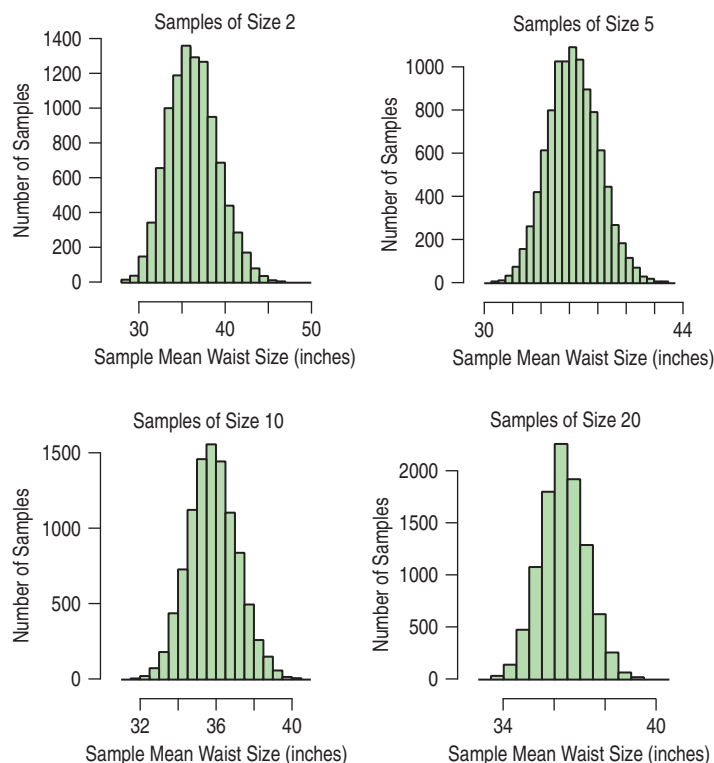 Samples of Size 2
1400
1200
1000
800
600
400
200
0
Number of Samples
30 40 50
Sample Mean Waist Size (inches)
Samples of Size 5
1000
800
600
400
200
0
Number of Samples
30 44
Sample Mean Waist Size (inches)
Samples of Size 10
1500
1000
500
0
Number of Samples
32 36 40
Sample Mean Waist Size (inches)
Samples of Size 20
2000
1500
1000
500
0
Number of Samples
34 40
Sample Mean Waist Size (inches)